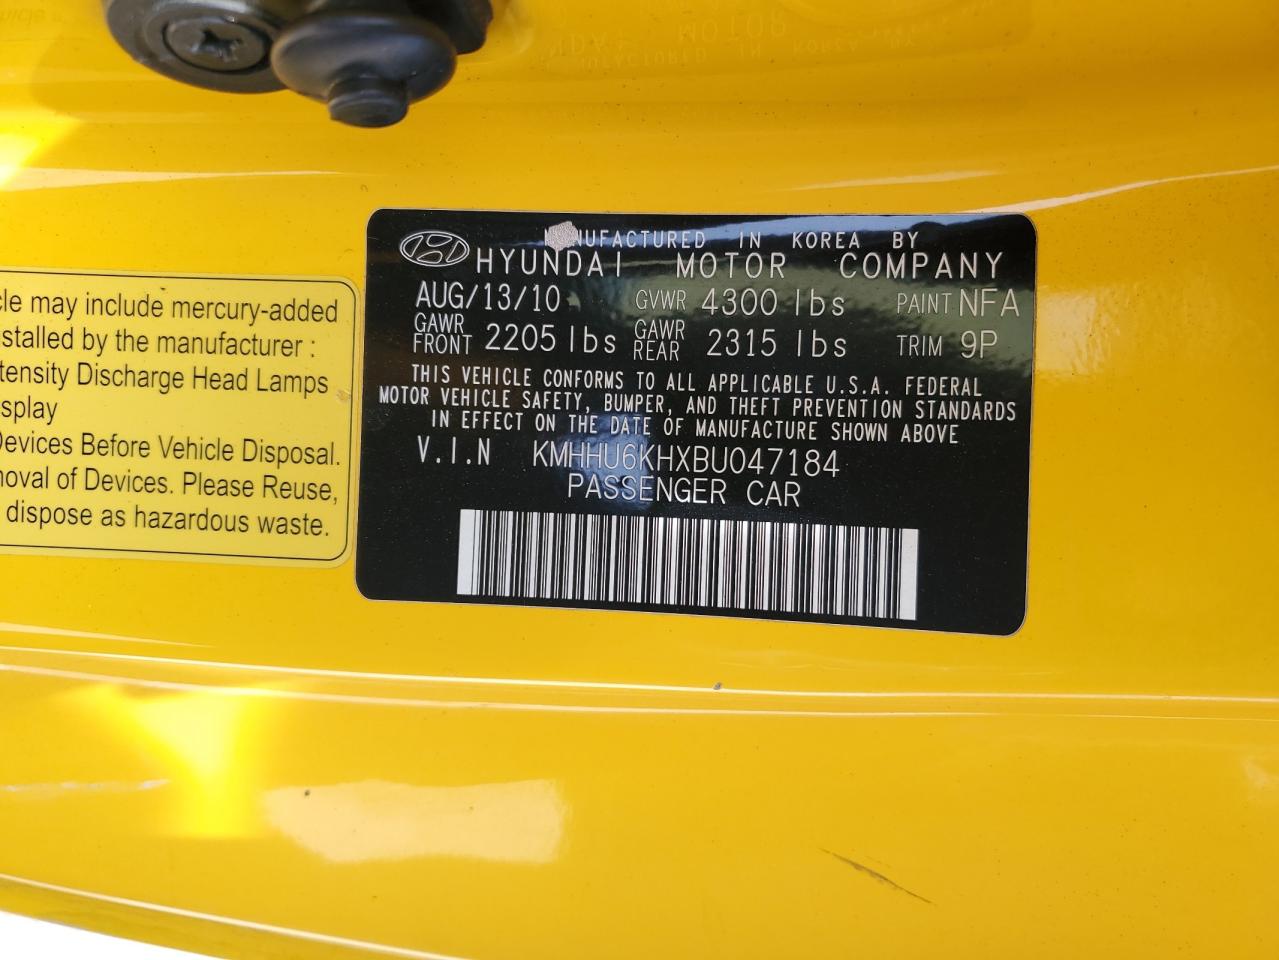 cle may include mercury-added
stalled by the manufacturer :
tensity Discharge Head Lamps
splay
Devices Before Vehicle Disposal.
noval of Devices. Please Reuse,
dispose as hazardous waste.
NUFACTURED IN KOREA BY
HYUNDAI MOTOR COMPANY
AUG/13/10 GVWR 4300 lbs PAINT NFA
GAWR FRONT 2205 lbs GAWR REAR 2315 lbs TRIM 9P
THIS VEHICLE CONFORMS TO ALL APPLICABLE U.S.A. FEDERAL
MOTOR VEHICLE SAFETY, BUMPER, AND THEFT PREVENTION STANDARDS
IN EFFECT ON THE DATE OF MANUFACTURE SHOWN ABOVE
V.I.N KMHHU6KHXBU047184
PASSENGER CAR